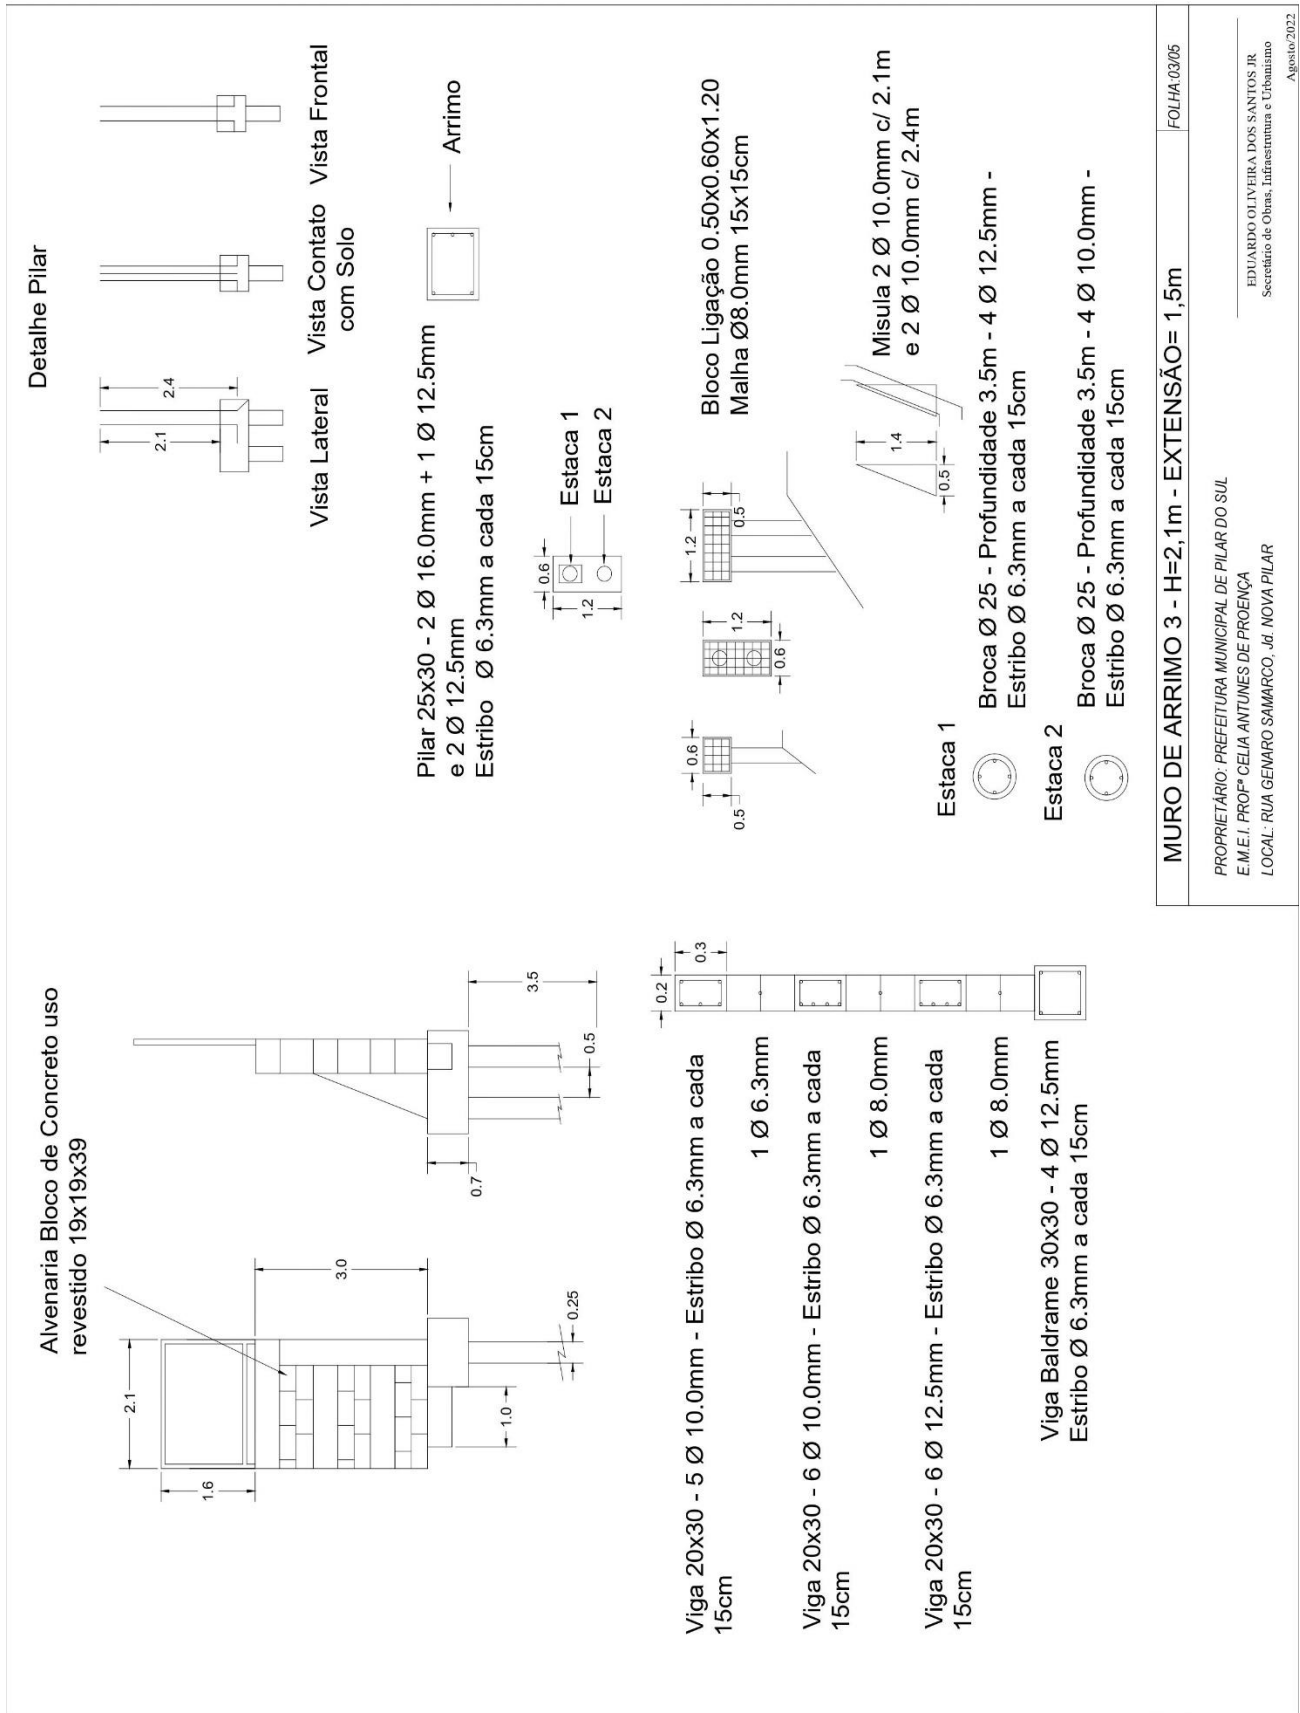 Alvenaria Bloco de Concreto uso
revestido 19x19x39
2.1
1.6
3.0
1.0
0.25
0.7
3.5
0.5
Viga 20x30 - 5 Ø 10.0mm - Estribo Ø 6.3mm a cada
15cm
1 Ø 6.3mm
Viga 20x30 - 6 Ø 10.0mm - Estribo Ø 6.3mm a cada
15cm
1 Ø 8.0mm
Viga 20x30 - 6 Ø 12.5mm - Estribo Ø 6.3mm a cada
15cm
1 Ø 8.0mm
Viga Baldrame 30x30 - 4 Ø 12.5mm
Estribo Ø 6.3mm a cada 15cm
0.2
0.3
Detalhe Pilar
2.1
2.4
Vista Lateral
Vista Contato
com Solo
Vista Frontal
Pilar 25x30 - 2 Ø 16.0mm + 1 Ø 12.5mm
e 2 Ø 12.5mm
Estribo Ø 6.3mm a cada 15cm
Arrimo
0.6
1.2
Estaca 1
Estaca 2
0.6
0.5
1.2
0.6
1.2
0.5
Bloco Ligação 0.50x0.60x1.20
Malha Ø8.0mm 15x15cm
1.4
0.5
Misula 2 Ø 10.0mm c/ 2.1m
e 2 Ø 10.0mm c/ 2.4m
Estaca 1
Broca Ø 25 - Profundidade 3.5m - 4 Ø 12.5mm -
Estribo Ø 6.3mm a cada 15cm
Estaca 2
Broca Ø 25 - Profundidade 3.5m - 4 Ø 10.0mm -
Estribo Ø 6.3mm a cada 15cm
MURO DE ARRIMO 3 - H=2,1m - EXTENSÃO= 1,5m
FOLHA:03/05
PROPRIETÁRIO: PREFEITURA MUNICIPAL DE PILAR DO SUL
E.M.E.I. PROFª CELIA ANTUNES DE PROENÇA
LOCAL: RUA GENARO SAMARCO, Jd. NOVA PILAR
EDUARDO OLIVEIRA DOS SANTOS JR
Secretário de Obras, Infraestrutura e Urbanismo
Agosto/2022